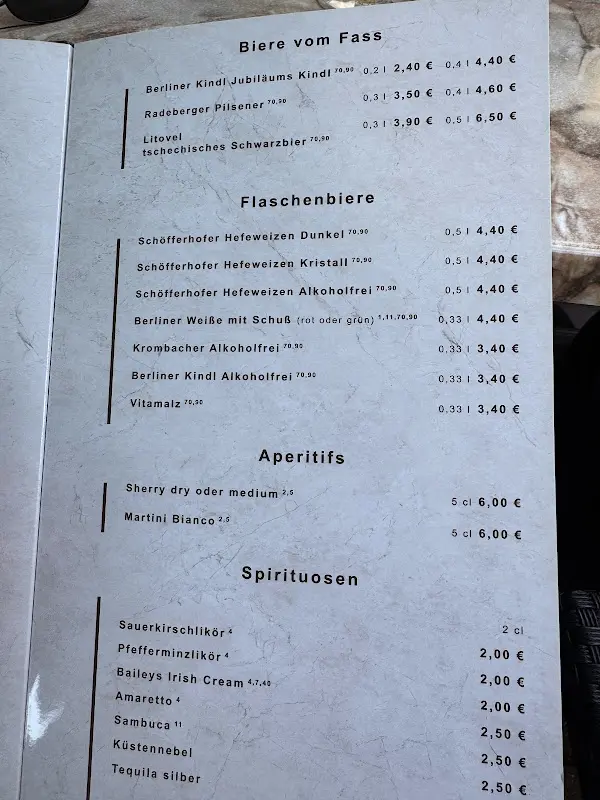 Biere vom Fass
Berliner Kindl Jubiläums Kindl 70,90 0,2 l 2,40 € 0,4 l 4,40 €
Radeberger Pilsener 70,90 0,3 l 3,50 € 0,4 l 4,60 €
Litovel
tschechisches Schwarzbier 70,90 0,3 l 3,90 € 0,5 l 6,50 €
Flaschenbiere
Schöfferhofer Hefeweizen Dunkel 70,90 0,5 l 4,40 €
Schöfferhofer Hefeweizen Kristall 70,90 0,5 l 4,40 €
Schöfferhofer Hefeweizen Alkoholfrei 70,90 0,5 l 4,40 €
Berliner Weiße mit Schuß (rot oder grün) 1,11,70,90 0,33 l 4,40 €
Krombacher Alkoholfrei 70,90 0,33 l 3,40 €
Berliner Kindl Alkoholfrei 70,90 0,33 l 3,40 €
Vitamalz 70,90 0,33 l 3,40 €
Aperitifs
Sherry dry oder medium 2,5 5 cl 6,00 €
Martini Bianco 2,5 5 cl 6,00 €
Spirituosen
2 cl
Sauerkirschlikör 4 2,00 €
Pfefferminzlikör 4 2,00 €
Baileys Irish Cream 4,7,40 2,00 €
Amaretto 4 2,50 €
Sambuca 11 2,50 €
Küstennebel 2,50 €
Tequila silber